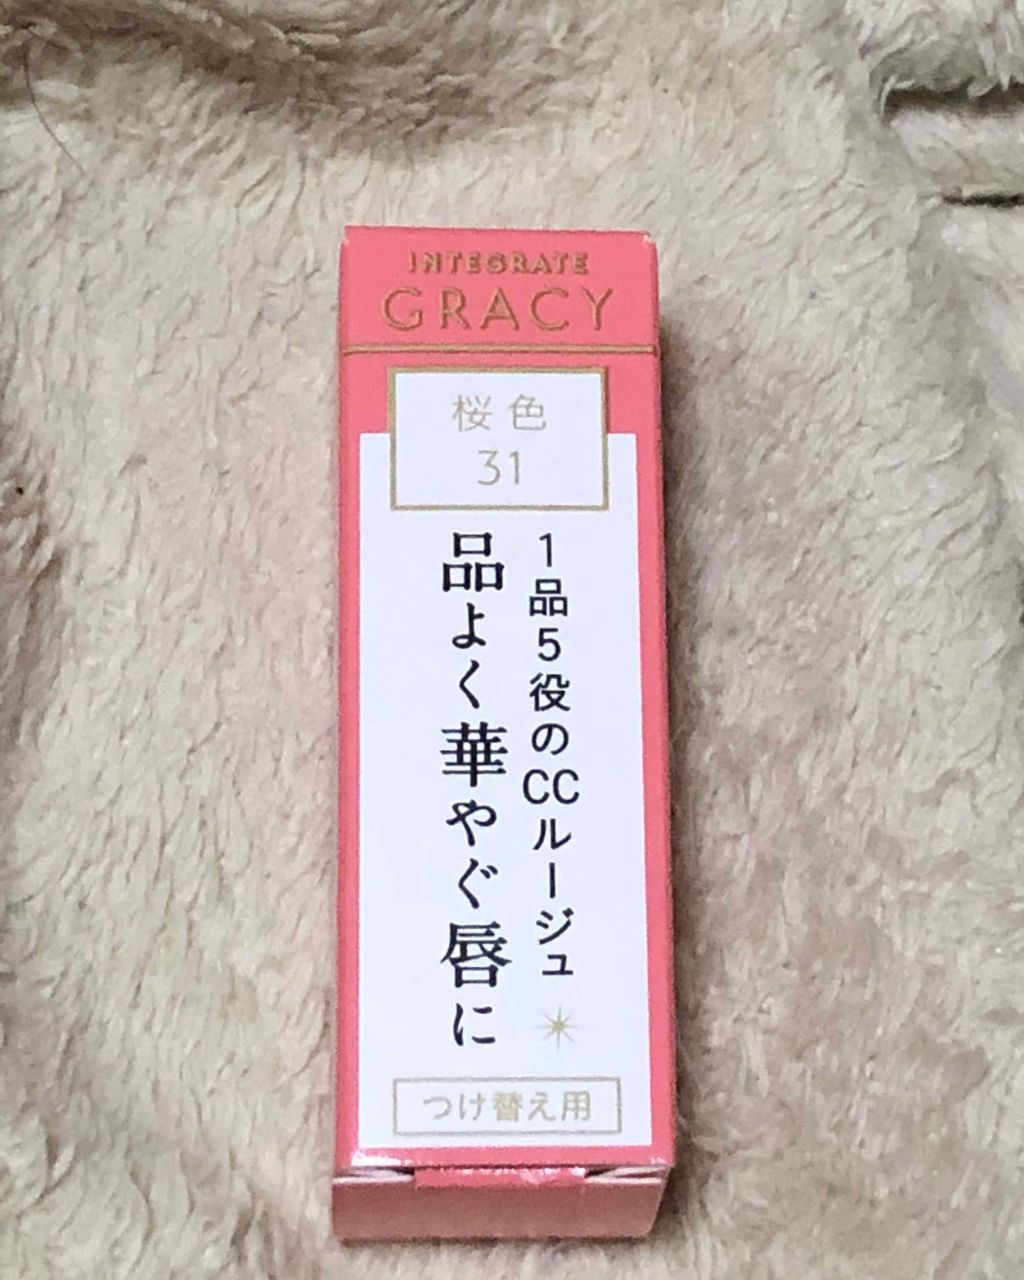 INTEGRATE
GRACY
桜色
31
1品5役のCCルージュ
品よく華やぐ唇に
つけ替え用